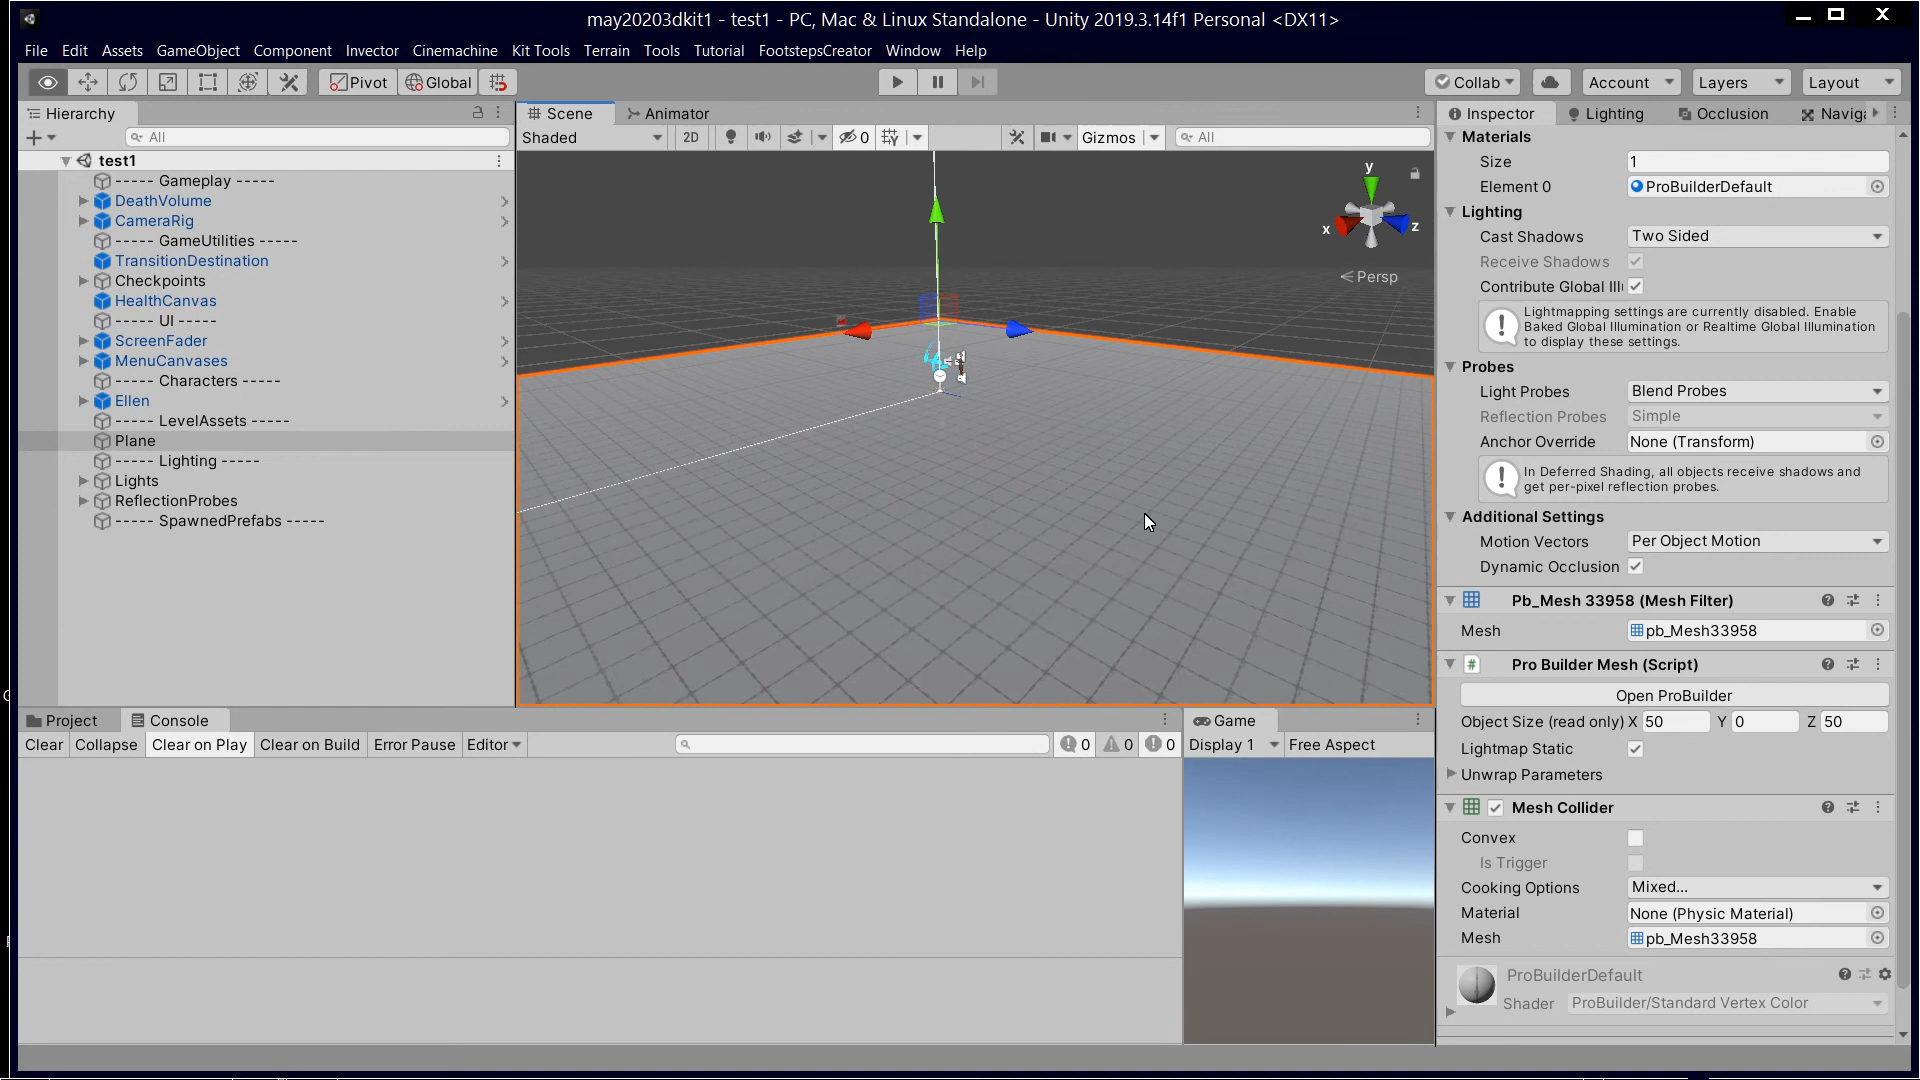 may20203dkit1 - test1 - PC, Mac & Linux Standalone - Unity 2019.3.14f1 Personal <DX11>
File Edit Assets GameObject Component Invector Cinemachine Kit Tools Terrain Tools Tutorial FootstepsCreator Window Help
Pivot Global Collab Account Layers Layout
Hierarchy
All
test1
----- Gameplay -----
DeathVolume
CameraRig
----- GameUtilities -----
TransitionDestination
Checkpoints
HealthCanvas
----- UI -----
ScreenFader
MenuCanvases
----- Characters -----
Ellen
----- LevelAssets -----
Plane
----- Lighting -----
Lights
ReflectionProbes
----- SpawnedPrefabs -----
Scene Animator
Shaded 2D 0 Gizmos All
y
x z
Persp
Project Console
Clear Collapse Clear on Play Clear on Build Error Pause Editor 0 0 0
Game
Display 1 Free Aspect
Inspector Lighting Occlusion Naviga
Materials
Size 1
Element 0 ProBuilderDefault
Lighting
Cast Shadows Two Sided
Receive Shadows
Contribute Global Illu
Lightmapping settings are currently disabled. Enable
Baked Global Illumination or Realtime Global Illumination
to display these settings.
Probes
Light Probes Blend Probes
Reflection Probes Simple
Anchor Override None (Transform)
In Deferred Shading, all objects receive shadows and
get per-pixel reflection probes.
Additional Settings
Motion Vectors Per Object Motion
Dynamic Occlusion
Pb_Mesh 33958 (Mesh Filter)
Mesh pb_Mesh33958
Pro Builder Mesh (Script)
Open ProBuilder
Object Size (read only) X 50 Y 0 Z 50
Lightmap Static
Unwrap Parameters
Mesh Collider
Convex
Is Trigger
Cooking Options Mixed...
Material None (Physic Material)
Mesh pb_Mesh33958
ProBuilderDefault
Shader ProBuilder/Standard Vertex Color